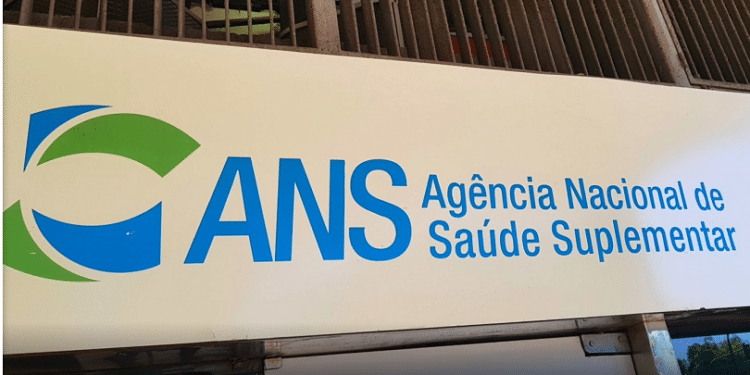 ANS
Agência Nacional de
Saúde Suplementar